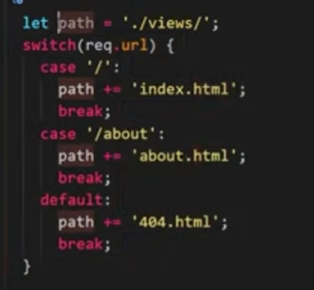 let path = './views/';
switch(req.url) {
  case '/':
    path += 'index.html';
    break;
  case '/about':
    path += 'about.html';
    break;
  default:
    path += '404.html';
    break;
}